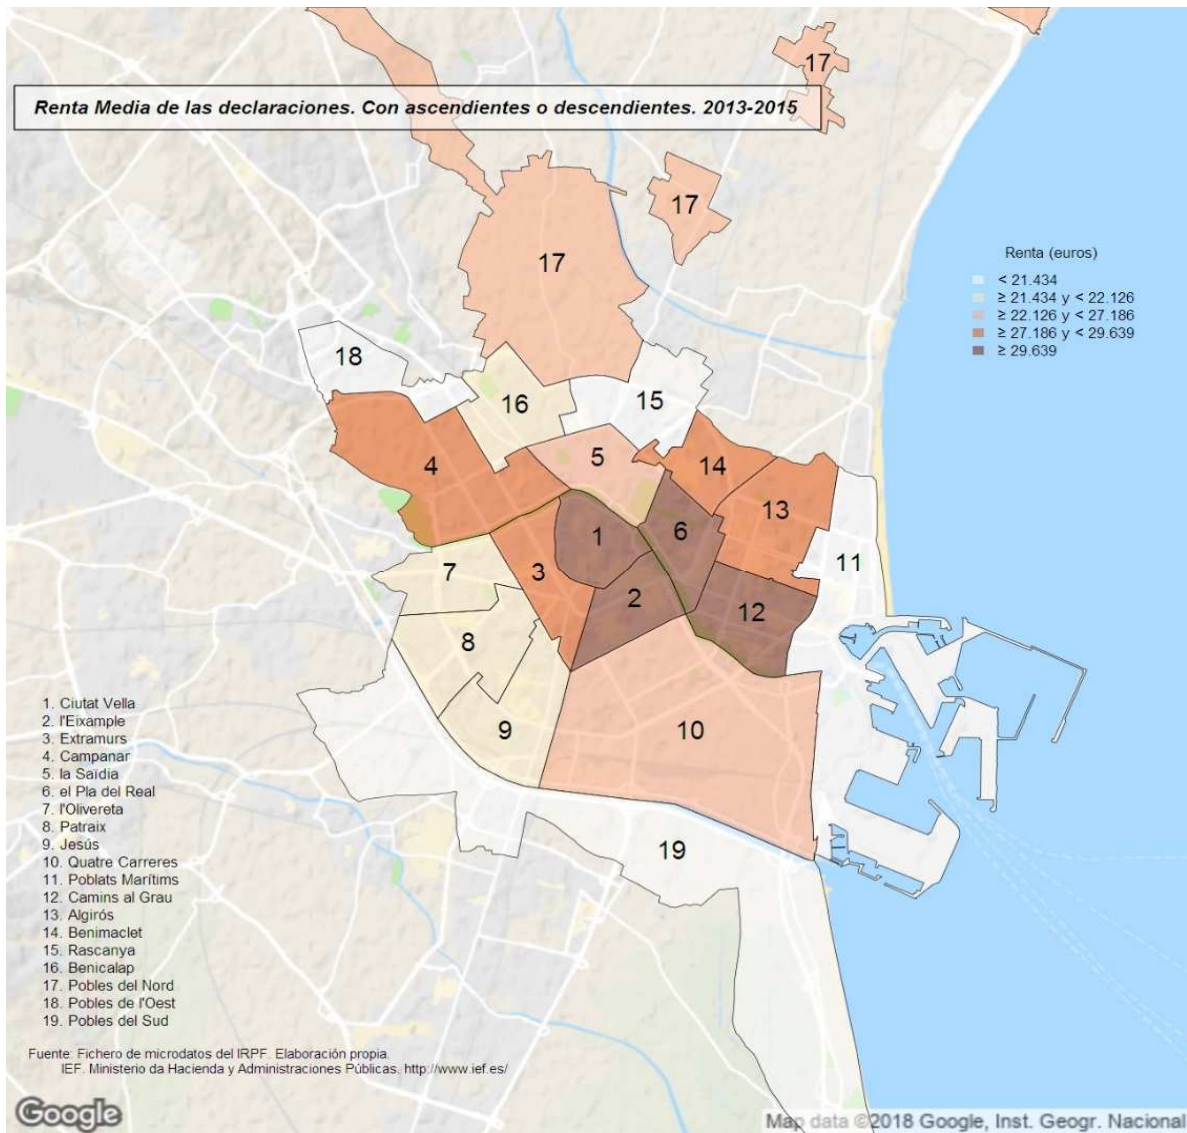 17
Renta Media de las declaraciones. Con ascendientes o descendientes. 2013-2015
17
17
Renta (euros)
< 21.434
≥ 21.434 y < 22.126
≥ 22.126 y < 27.186
≥ 27.186 y < 29.639
≥ 29.639
18
16
15
4
5
14
13
6
1
11
7
3
2
12
8
9
10
19
1. Ciutat Vella
2. l'Eixample
3. Extramurs
4. Campanar
5. la Saïdia
6. el Pla del Real
7. l'Olivereta
8. Patraix
9. Jesús
10. Quatre Carreres
11. Poblats Marítims
12. Camins al Grau
13. Algirós
14. Benimaclet
15. Rascanya
16. Benicalap
17. Pobles del Nord
18. Pobles de l'Oest
19. Pobles del Sud
Fuente: Fichero de microdatos del IRPF. Elaboración propia.
IEF. Ministerio da Hacienda y Administraciones Públicas. http://www.ief.es/
Google
Map data ©2018 Google, Inst. Geogr. Nacional